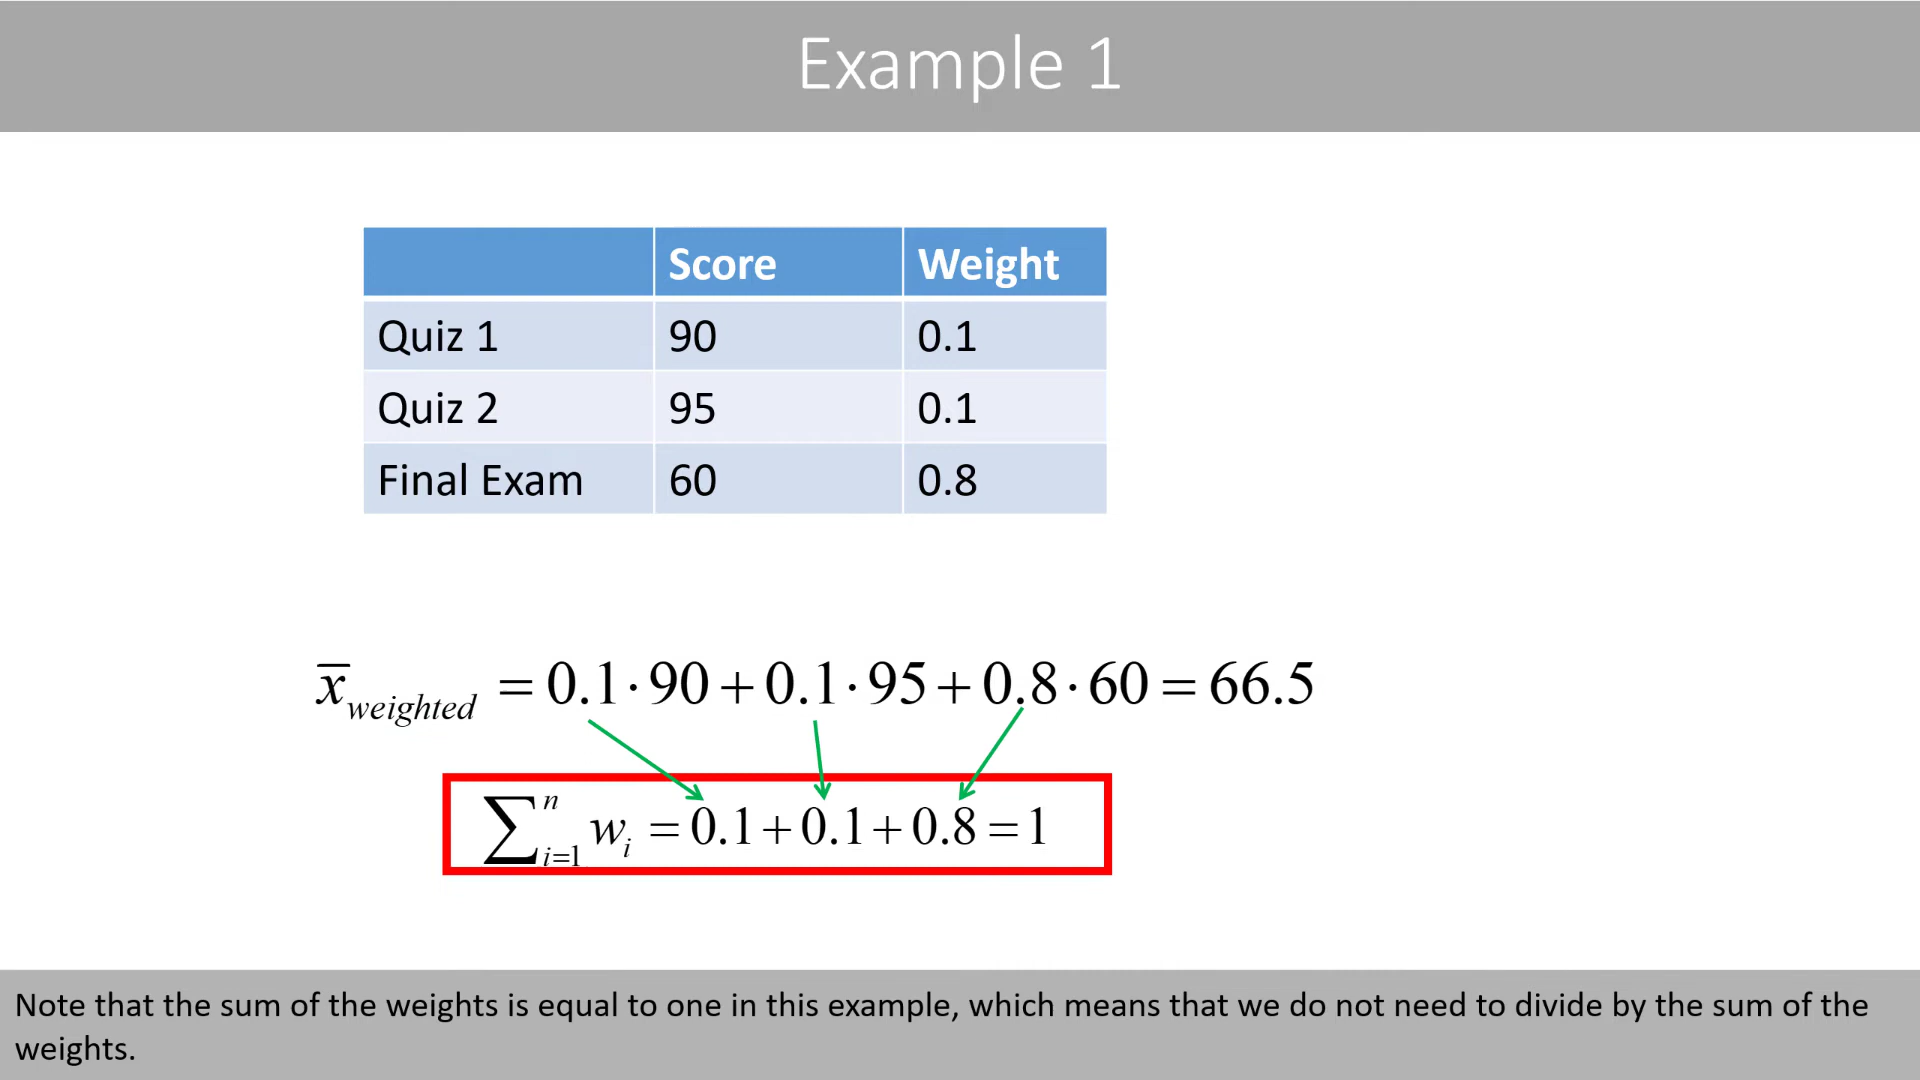 Example 1
Score Weight
Quiz 1 90 0.1
Quiz 2 95 0.1
Final Exam 60 0.8
x̅weighted = 0.1·90 + 0.1·95 + 0.8·60 = 66.5
∑ⁿᵢ₌₁ wᵢ = 0.1+0.1+0.8 = 1
Note that the sum of the weights is equal to one in this example, which means that we do not need to divide by the sum of the
weights.